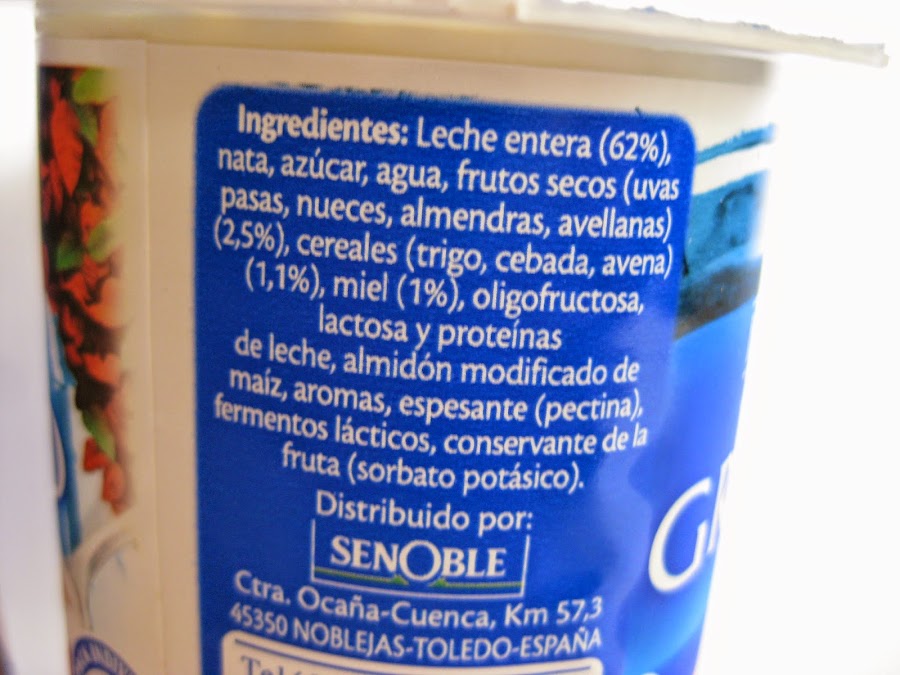 Ingredientes: Leche entera (62%),
nata, azúcar, agua, frutos secos (uvas
pasas, nueces, almendras, avellanas)
(2,5%), cereales (trigo, cebada, avena)
(1,1%), miel (1%), oligofructosa,
lactosa y proteínas
de leche, almidón modificado de
maíz, aromas, espesante (pectina),
fermentos lácticos, conservante de la
fruta (sorbato potásico).
Distribuido por:
SENOBLE
Ctra. Ocaña-Cuenca, Km 57,3
45350 NOBLEJAS-TOLEDO-ESPAÑA